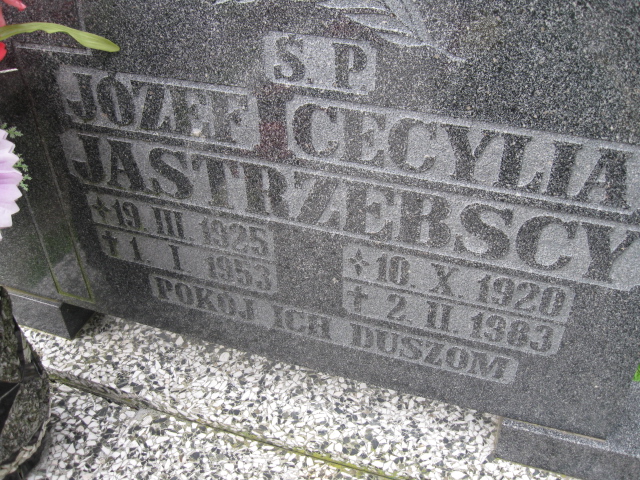 Ś. P.
JÓZEF I CECYLIA
JASTRZĘBSCY
✢ 19. III. 1925
† 1. I. 1953
✢ 10. X. 1920
† 2. II. 1983
POKÓJ ICH DUSZOM